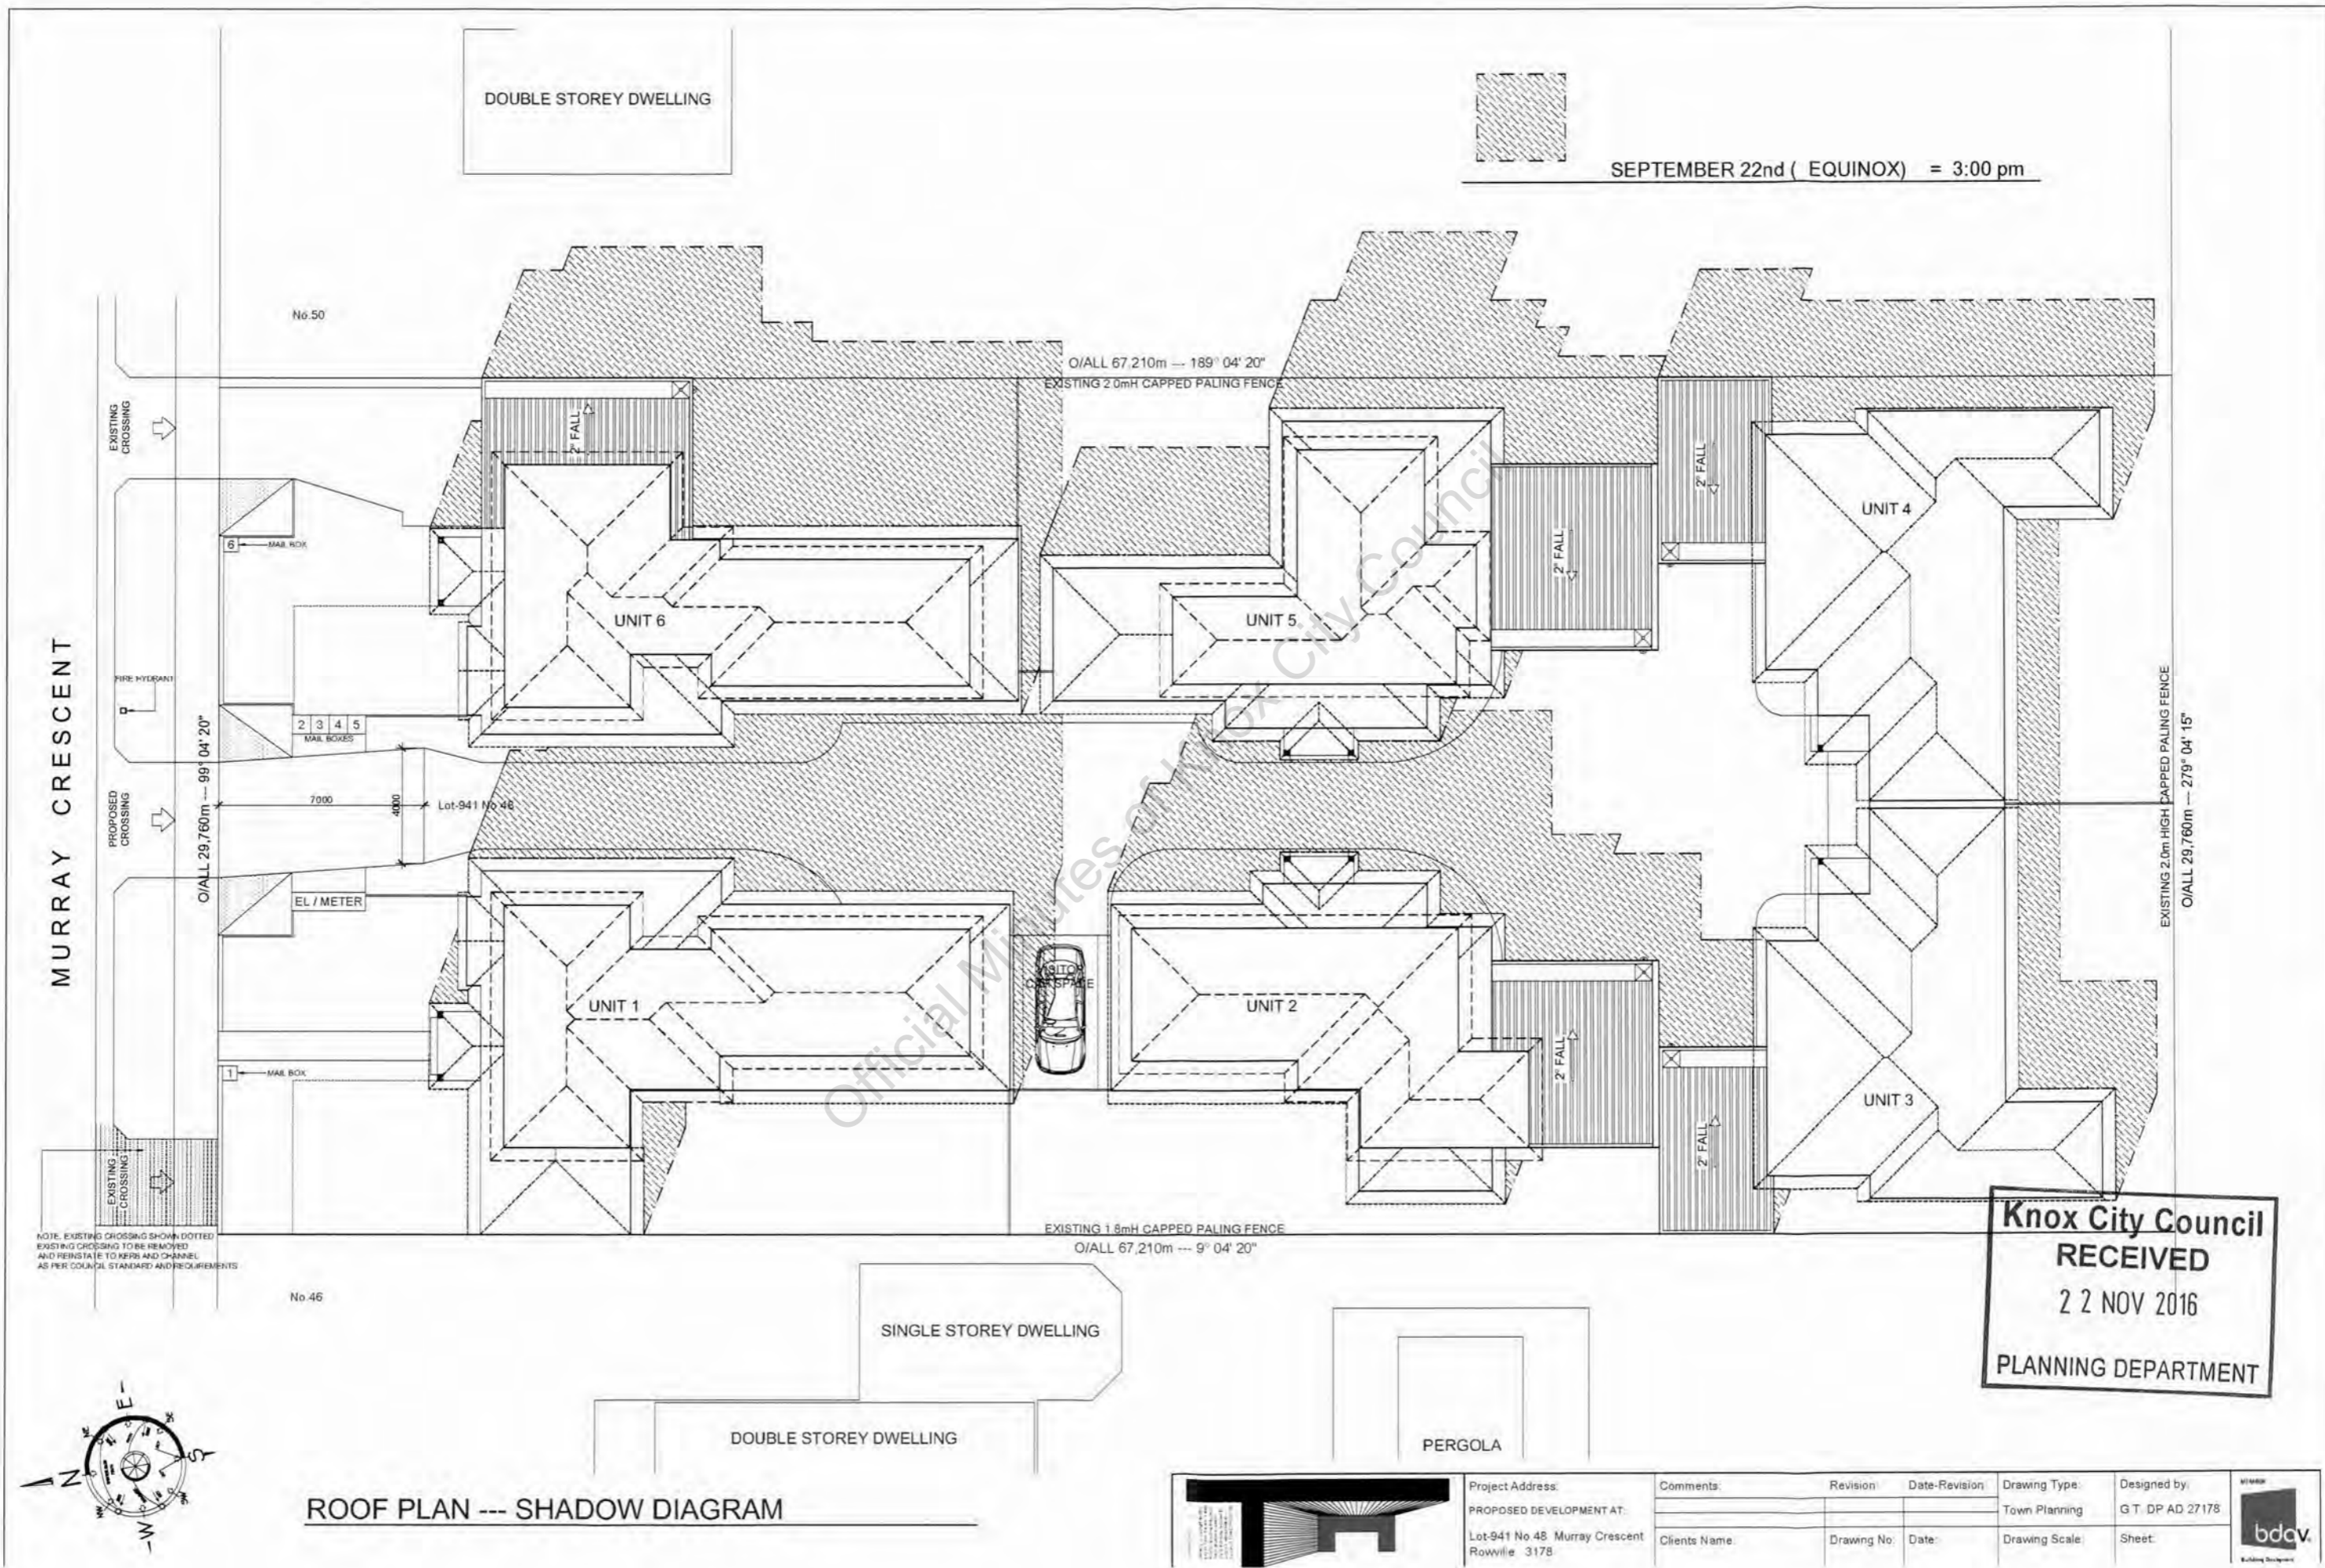 DOUBLE STOREY DWELLING
SEPTEMBER 22nd ( EQUINOX) = 3:00 pm
No.50
O/ALL 67,210m --- 189° 04' 20"
EXISTING 2.0mH CAPPED PALING FENCE
EXISTING
CROSSING
2° FALL
2° FALL
2° FALL
UNIT 4
6
MAIL BOX
UNIT 6
UNIT 5
MURRAY CRESCENT
FIRE HYDRANT
2 3 4 5
MAIL BOXES
O/ALL 29,760m --- 99° 04' 20"
PROPOSED
CROSSING
7000
4000
Lot-941 No 48
EXISTING 2.0m HIGH CAPPED PALING FENCE
O/ALL 29,760m --- 279° 04' 15"
EL / METER
VISITOR
CAR SPACE
UNIT 1
UNIT 2
2° FALL
2° FALL
UNIT 3
1
MAIL BOX
EXISTING
CROSSING
EXISTING 1.8mH CAPPED PALING FENCE
O/ALL 67,210m --- 9° 04' 20"
NOTE. EXISTING CROSSING SHOWN DOTTED
EXISTING CROSSING TO BE REMOVED
AND REINSTATE TO KERB AND CHANNEL
AS PER COUNCIL STANDARD AND REQUIREMENTS
No.46
Official Minutes of Knox City Council
Knox City Council
RECEIVED
22 NOV 2016
PLANNING DEPARTMENT
SINGLE STOREY DWELLING
DOUBLE STOREY DWELLING
PERGOLA
E
S
N
W
ROOF PLAN --- SHADOW DIAGRAM
Project Address:
PROPOSED DEVELOPMENT AT:
Lot-941 No 48 Murray Crescent
Rowville 3178
Comments:
Clients Name
Revision
Date-Revision
Drawing No:
Date:
Drawing Type:
Town Planning
Drawing Scale:
Designed by:
G T DP AD 27178
Sheet:
MEMBER
bdav.
Building Designers